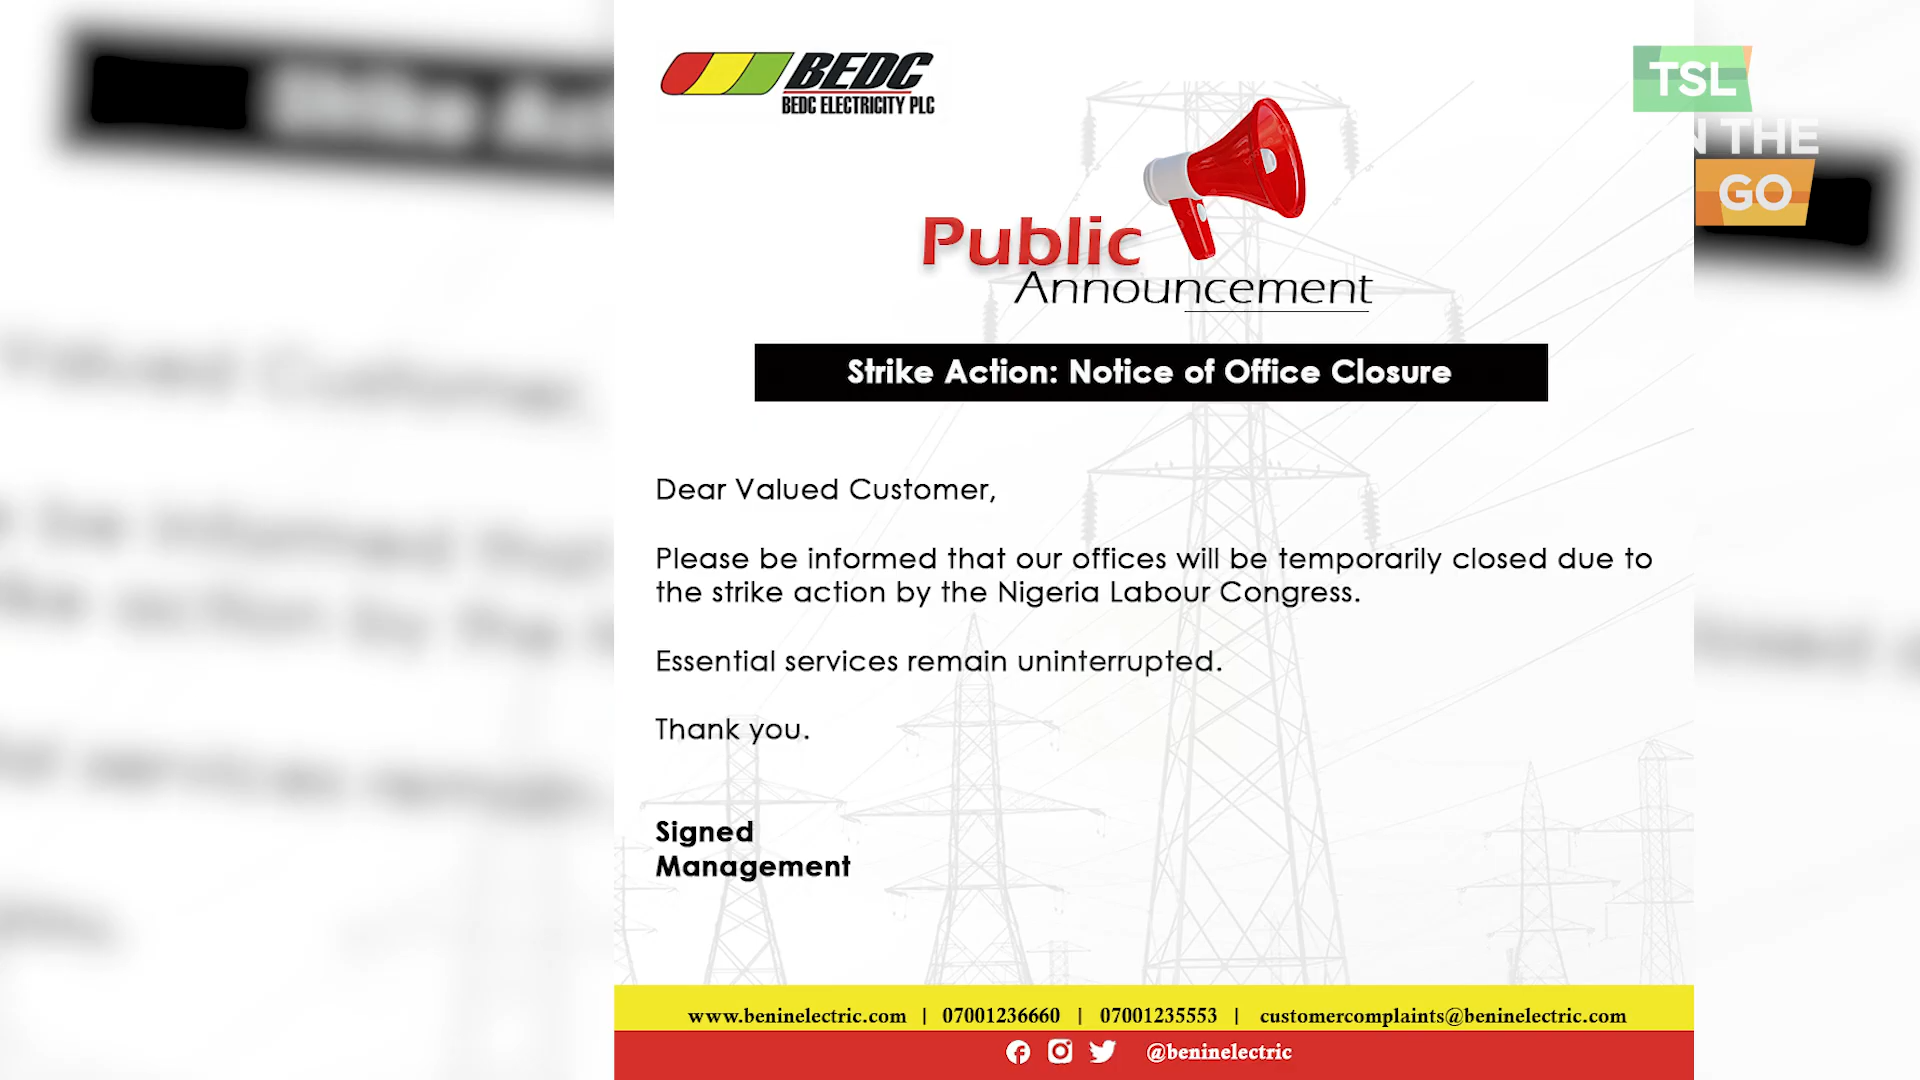 BEDC
BEDC ELECTRICITY PLC
TSL
N THE
GO
Public
Announcement
Strike Action: Notice of Office Closure
Dear Valued Customer,
Please be informed that our offices will be temporarily closed due to
the strike action by the Nigeria Labour Congress.
Essential services remain uninterrupted.
Thank you.
Signed
Management
www.beninelectric.com | 07001236660 | 07001235553 | customercomplaints@beninelectric.com
@beninelectric